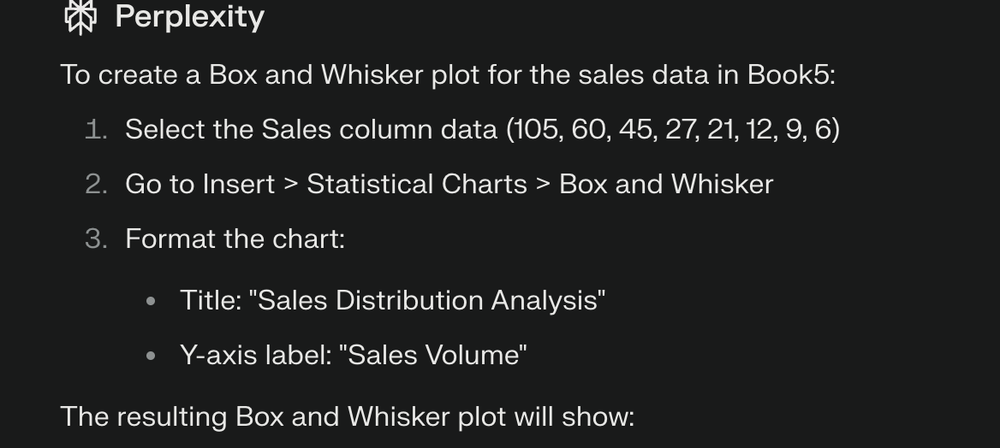 Perplexity
To create a Box and Whisker plot for the sales data in Book5:
1. Select the Sales column data (105, 60, 45, 27, 21, 12, 9, 6)
2. Go to Insert > Statistical Charts > Box and Whisker
3. Format the chart:
• Title: "Sales Distribution Analysis"
• Y-axis label: "Sales Volume"
The resulting Box and Whisker plot will show: